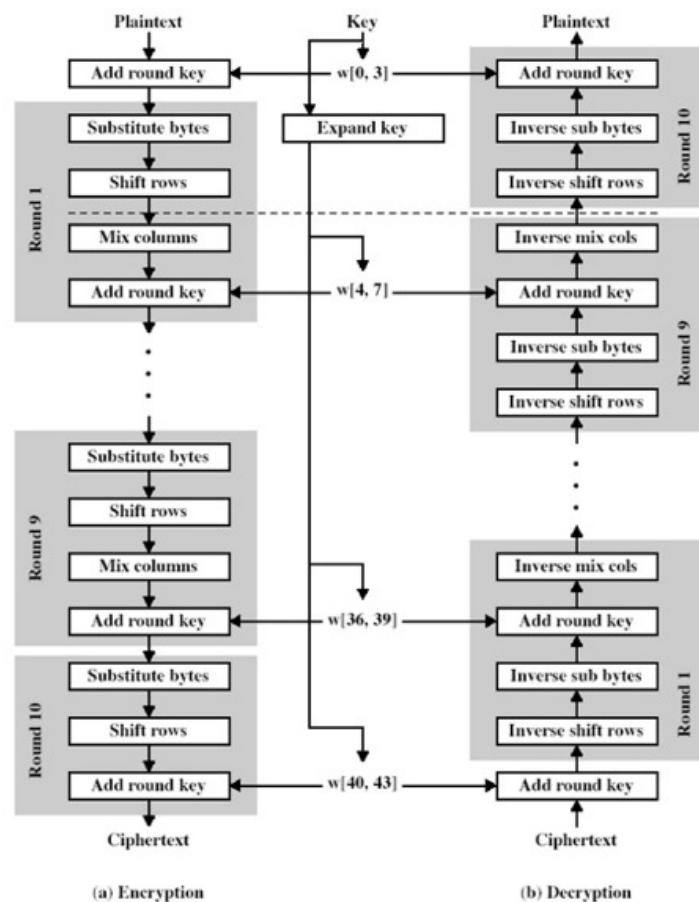 Plaintext
Add round key
Round 1
Substitute bytes
Shift rows
Mix columns
Add round key
Round 9
Substitute bytes
Shift rows
Mix columns
Add round key
Round 10
Substitute bytes
Shift rows
Add round key
Ciphertext
(a) Encryption
Key
w[0, 3]
Expand key
w[4, 7]
w[36, 39]
w[40, 43]
Plaintext
Add round key
Inverse sub bytes
Inverse shift rows
Round 10
Inverse mix cols
Add round key
Inverse sub bytes
Inverse shift rows
Round 9
Inverse mix cols
Add round key
Inverse sub bytes
Inverse shift rows
Round 1
Add round key
Ciphertext
(b) Decryption